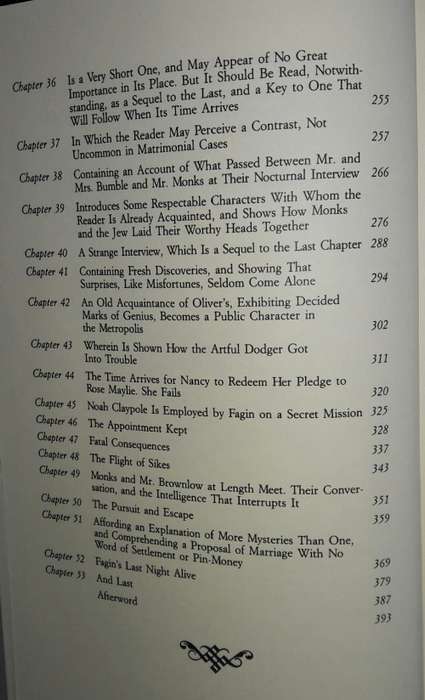 Chapter 36 Is a Very Short One, and May Appear of No Great
Importance in Its Place. But It Should Be Read, Notwith-
standing, as a Sequel to the Last, and a Key to One That
Will Follow When Its Time Arrives 255
Chapter 37 In Which the Reader May Perceive a Contrast, Not
Uncommon in Matrimonial Cases 257
Chapter 38 Containing an Account of What Passed Between Mr. and
Mrs. Bumble and Mr. Monks at Their Nocturnal Interview 266
Chapter 39 Introduces Some Respectable Characters With Whom the
Reader Is Already Acquainted, and Shows How Monks
and the Jew Laid Their Worthy Heads Together 276
Chapter 40 A Strange Interview, Which Is a Sequel to the Last Chapter 288
Chapter 41 Containing Fresh Discoveries, and Showing That
Surprises, Like Misfortunes, Seldom Come Alone 294
Chapter 42 An Old Acquaintance of Oliver's, Exhibiting Decided
Marks of Genius, Becomes a Public Character in
the Metropolis 302
Chapter 43 Wherein Is Shown How the Artful Dodger Got
Into Trouble 311
Chapter 44 The Time Arrives for Nancy to Redeem Her Pledge to
Rose Maylie. She Fails 320
Chapter 45 Noah Claypole Is Employed by Fagin on a Secret Mission 325
Chapter 46 The Appointment Kept 328
Chapter 47 Fatal Consequences 337
Chapter 48 The Flight of Sikes 343
Chapter 49 Monks and Mr. Brownlow at Length Meet. Their Conver-
sation, and the Intelligence That Interrupts It 351
Chapter 50 The Pursuit and Escape 359
Chapter 51 Affording an Explanation of More Mysteries Than One,
and Comprehending a Proposal of Marriage With No
Word of Settlement or Pin-Money 369
Chapter 52 Fagin's Last Night Alive 379
Chapter 53 And Last 387
Afterword 393